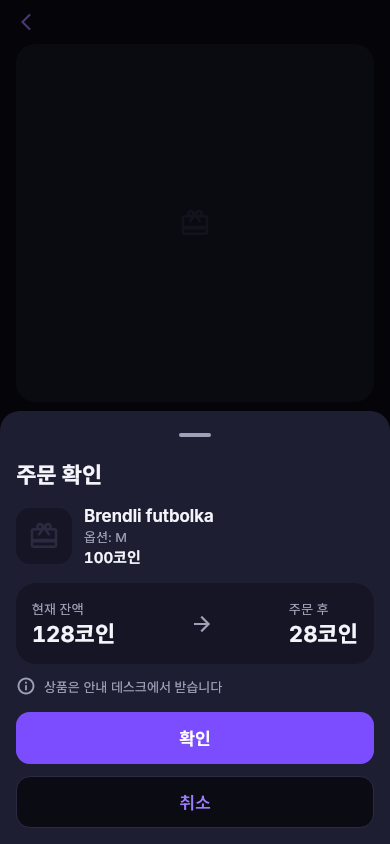 주문 확인
Brendli futbolka
옵션: M
100코인
현재 잔액
128코인
주문 후
28코인
상품은 안내 데스크에서 받습니다
확인
취소